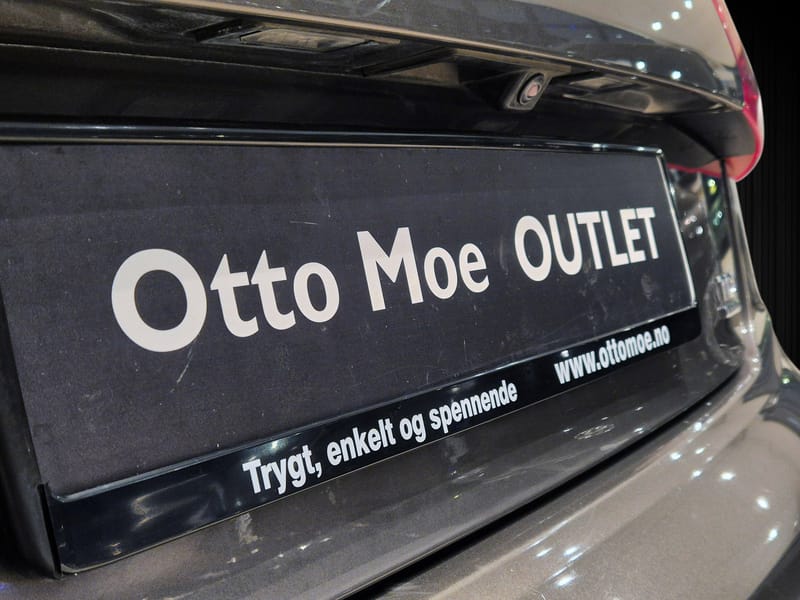 Otto Moe OUTLET
Trygt, enkelt og spennende www.ottomoe.no